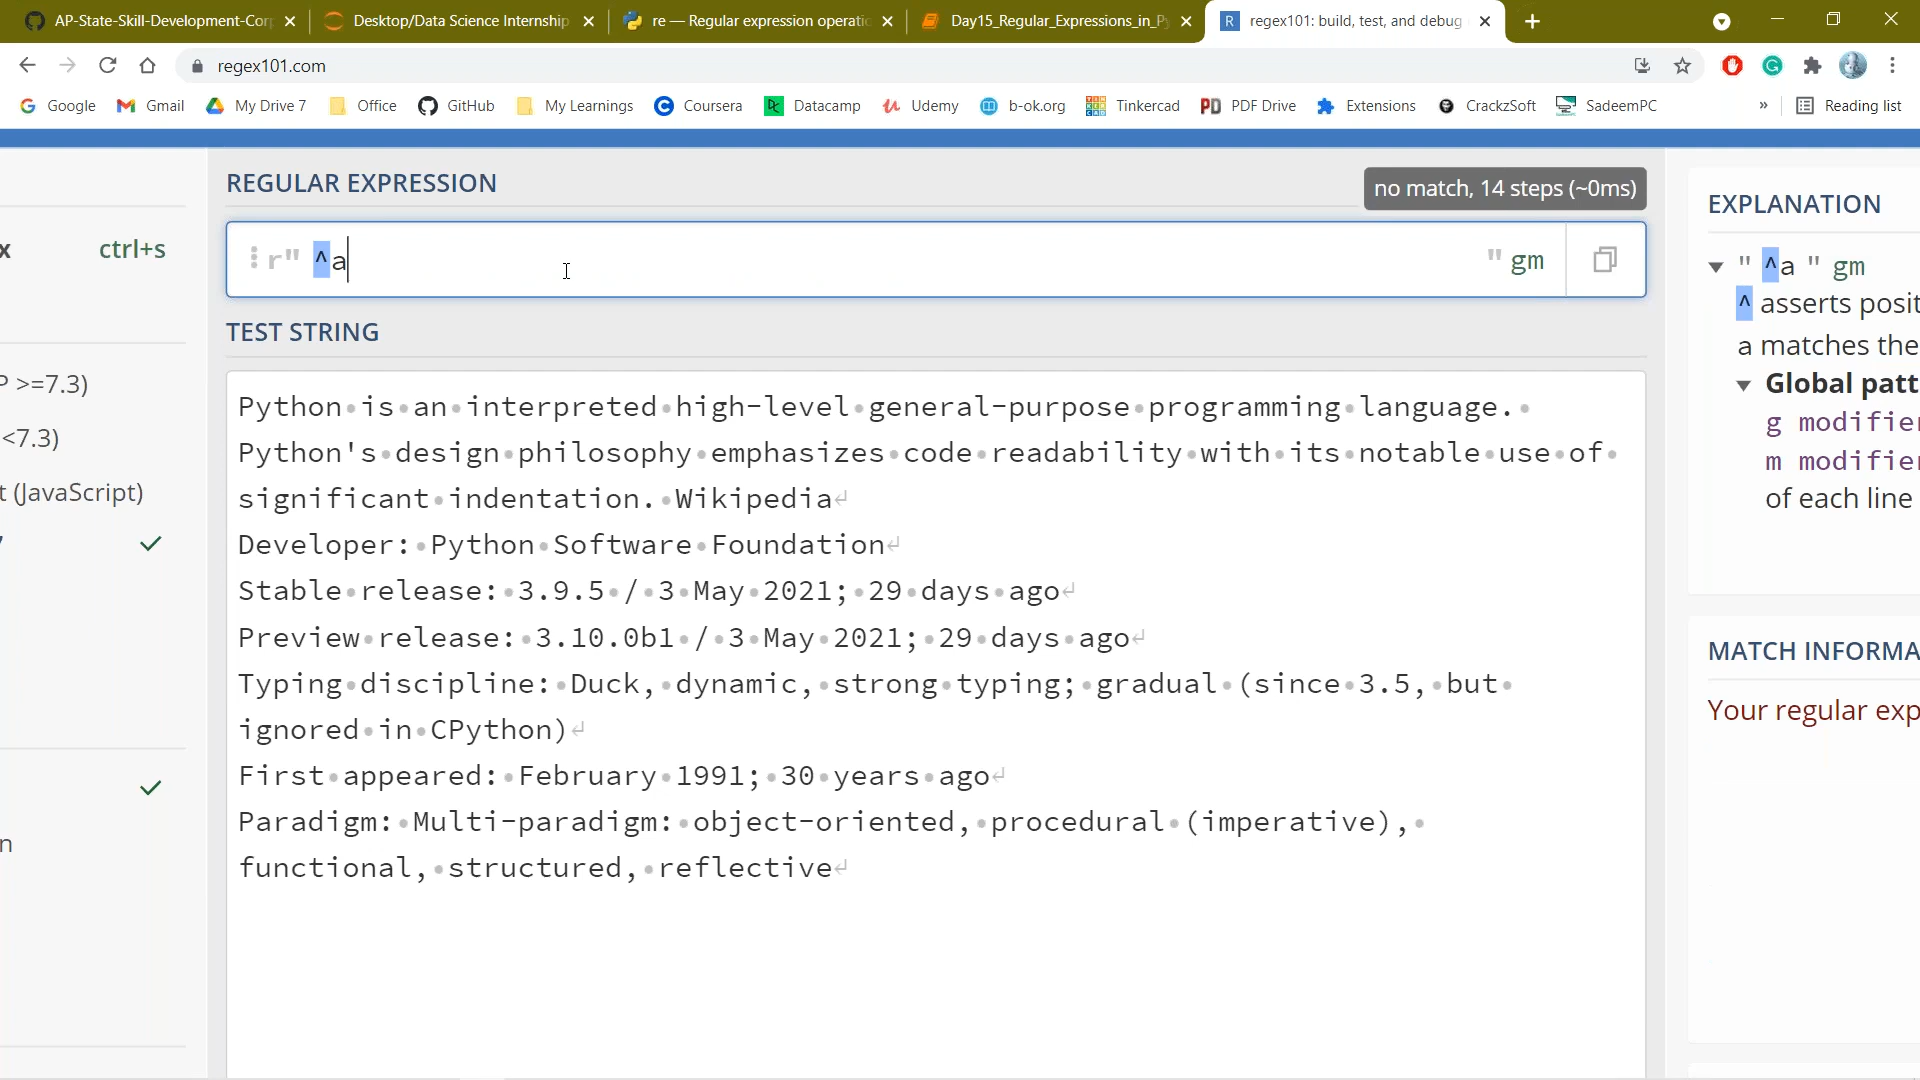 AP-State-Skill-Development-Cor
Desktop/Data Science Internship
re — Regular expression operatio
Day15_Regular_Expressions_in_Py
regex101: build, test, and debug
regex101.com
Google
Gmail
My Drive 7
Office
GitHub
My Learnings
Coursera
Datacamp
Udemy
b-ok.org
Tinkercad
PDF Drive
Extensions
CrackzSoft
SadeemPC
»
Reading list
REGULAR EXPRESSION
no match, 14 steps (~0ms)
EXPLANATION
x ctrl+s
r" ^a " gm
" ^a " gm
^ asserts posit
a matches the
Global patt
g modifier
m modifier
of each line
TEST STRING
P >=7.3)
<7.3)
t (JavaScript)
n
Python is an interpreted high-level general-purpose programming language.
Python's design philosophy emphasizes code readability with its notable use of
significant indentation. Wikipedia
Developer: Python Software Foundation
Stable release: 3.9.5 / 3 May 2021; 29 days ago
Preview release: 3.10.0b1 / 3 May 2021; 29 days ago
Typing discipline: Duck, dynamic, strong typing; gradual (since 3.5, but
ignored in CPython)
First appeared: February 1991; 30 years ago
Paradigm: Multi-paradigm: object-oriented, procedural (imperative),
functional, structured, reflective
MATCH INFORMA
Your regular exp